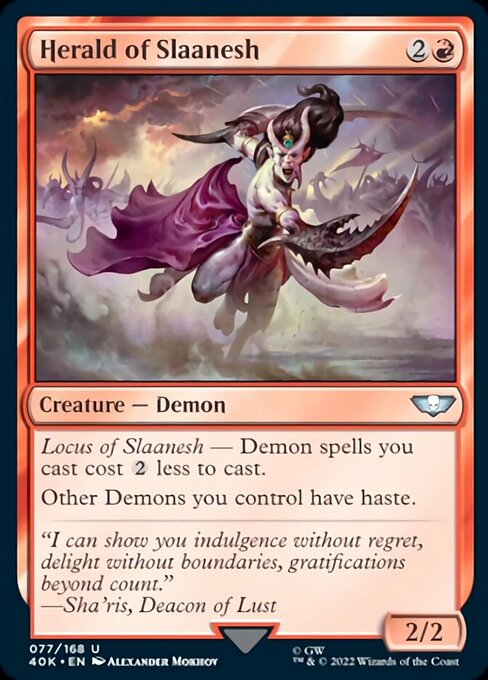 Herald of Slaanesh 2
Creature — Demon
Locus of Slaanesh — Demon spells you
cast cost 2 less to cast.
Other Demons you control have haste.
“I can show you indulgence without regret,
delight without boundaries, gratifications
beyond count.”
—Sha’ris, Deacon of Lust
2/2
077/168 U
40K • EN Alexander Mokhov
© GW
™ & © 2022 Wizards of the Coast